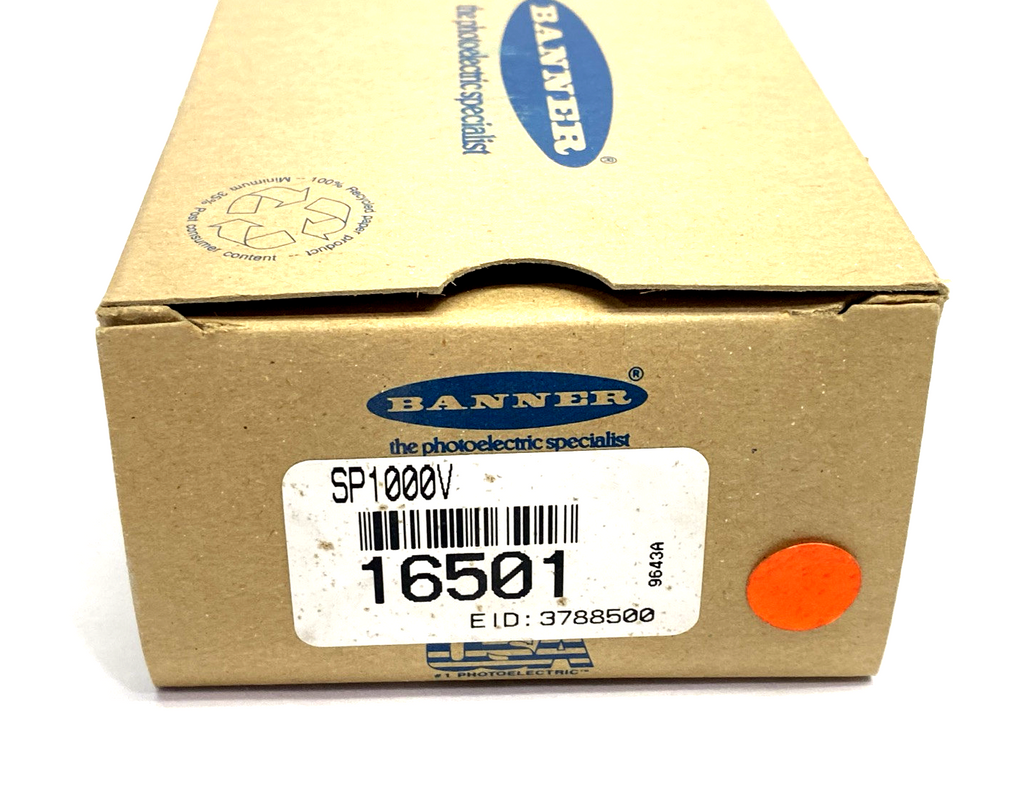 BANNER®
the photoelectric specialist
Minimum 35% Post consumer content -- 100% Recycled paper product --
BANNER®
the photoelectric specialist
SP1000V
16501
9643A
EID: 3788500
USA
#1 PHOTOELECTRIC™